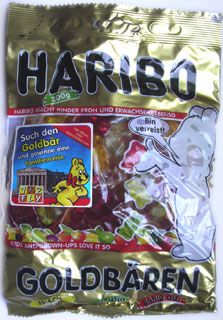 HARIBO
300g
HARIBO MACHT KINDER FROH UND ERWACHSENE EBENSO
Such den
Goldbär
und gewinne eine
Familienreise
Bin
verreist!
KIDS AND GROWN-UPS LOVE IT SO
GOLDBÄREN